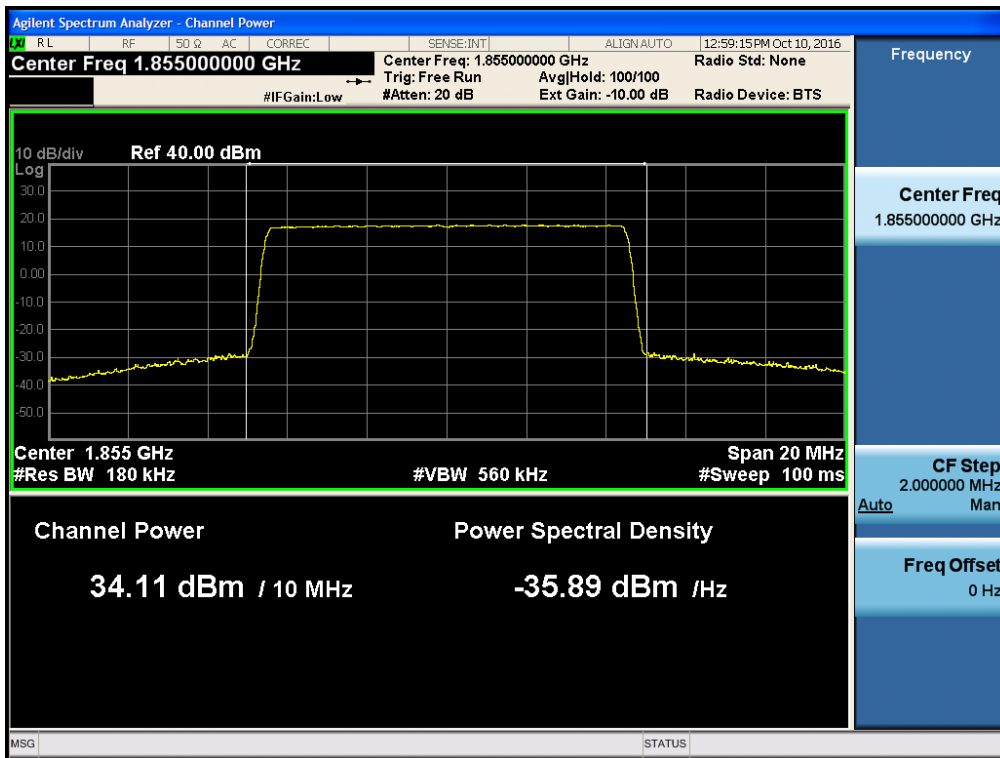 Agilent Spectrum Analyzer - Channel Power
LXI RL RF 50 Ω AC CORREC SENSE:INT ALIGN AUTO 12:59:15 PM Oct 10, 2016
Center Freq 1.855000000 GHz
Center Freq: 1.855000000 GHz Radio Std: None
Trig: Free Run Avg|Hold: 100/100
#IFGain:Low #Atten: 20 dB Ext Gain: -10.00 dB Radio Device: BTS
10 dB/div Ref 40.00 dBm
Log
30.0
20.0
10.0
0.00
-10.0
-20.0
-30.0
-40.0
-50.0
Center 1.855 GHz Span 20 MHz
#Res BW 180 kHz #VBW 560 kHz #Sweep 100 ms
Channel Power Power Spectral Density
34.11 dBm / 10 MHz -35.89 dBm /Hz
MSG STATUS
Frequency
Center Freq
1.855000000 GHz
CF Step
2.000000 MHz
Auto Man
Freq Offset
0 Hz